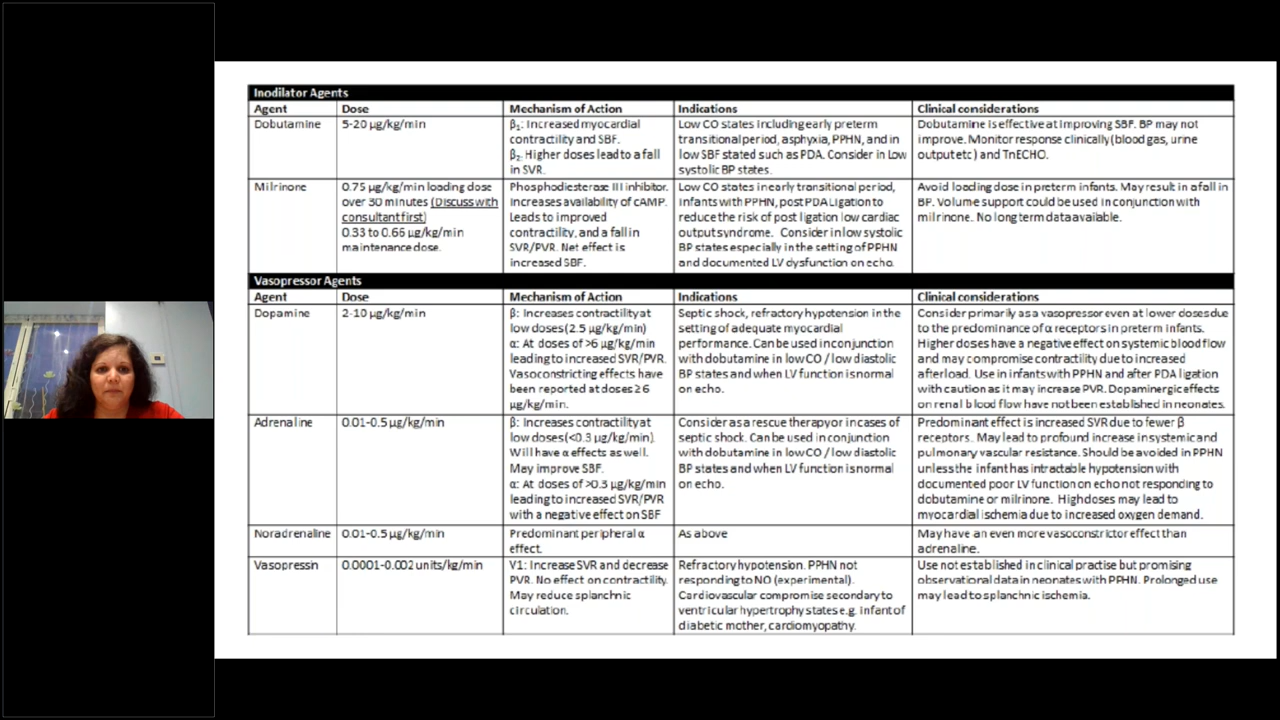 Inodilator Agents
Agent Dose Mechanism of Action Indications Clinical considerations
Dobutamine 5-20 µg/kg/min
β1: Increased myocardial
contractility and SBF.
β2: Higher doses lead to a fall
in SVR.
Low CO states including early preterm
transitional period, asphyxia, PPHN, and in
low SBF stated such as PDA. Consider in Low
systolic BP states.
Dobutamine is effective at improving SBF. BP may not
improve. Monitor response clinically (blood gas, urine
output etc) and TnECHO.
Milrinone
0.75 µg/kg/min loading dose
over 30 minutes (Discuss with
consultant first)
0.33 to 0.66 µg/kg/min
maintenance dose.
Phosphodiesterase III inhibitor.
Increases availability of cAMP.
Leads to improved
contractility, and a fall in
SVR/PVR. Net effect is
increased SBF.
Low CO states in early transitional period,
infants with PPHN, post PDA Ligation to
reduce the risk of post ligation low cardiac
output syndrome. Consider in low systolic
BP states especially in the setting of PPHN
and documented LV dysfunction on echo.
Avoid loading dose in preterm infants. May result in a fall in
BP. Volume support could be used in conjunction with
milrinone. No long term data available.
Vasopressor Agents
Agent Dose Mechanism of Action Indications Clinical considerations
Dopamine 2-10 µg/kg/min
β: Increases contractility at
low doses (2.5 µg/kg/min)
α: At doses of >6 µg/kg/min
leading to increased SVR/PVR.
Vasoconstricting effects have
been reported at doses ≥ 6
µg/kg/min.
Septic shock, refractory hypotension in the
setting of adequate myocardial
performance. Can be used in conjunction
with dobutamine in low CO / low diastolic
BP states and when LV function is normal
on echo.
Consider primarily as a vasopressor even at lower doses due
to the predominance of α receptors in preterm infants.
Higher doses have a negative effect on systemic blood flow
and may compromise contractility due to increased
afterload. Use in infants with PPHN and after PDA ligation
with caution as it may increase PVR. Dopaminergic effects
on renal blood flow have not been established in neonates.
Adrenaline 0.01-0.5 µg/kg/min
β: Increases contractility at
low doses (<0.3 µg/kg/min).
Will have α effects as well.
May improve SBF.
α: At doses of >0.3 µg/kg/min
leading to increased SVR/PVR
with a negative effect on SBF
Consider as a rescue therapy or in cases of
septic shock. Can be used in conjunction
with dobutamine in low CO / low diastolic
BP states and when LV function is normal
on echo.
Predominant effect is increased SVR due to fewer β
receptors. May lead to profound increase in systemic and
pulmonary vascular resistance. Should be avoided in PPHN
unless the infant has intractable hypotension with
documented poor LV function on echo not responding to
dobutamine or milrinone. High doses may lead to
myocardial ischemia due to increased oxygen demand.
Noradrenaline 0.01-0.5 µg/kg/min
Predominant peripheral α
effect.
As above
May have an even more vasoconstrictor effect than
adrenaline.
Vasopressin 0.0001-0.002 units/kg/min
V1: Increase SVR and decrease
PVR. No effect on contractility.
May reduce splanchnic
circulation.
Refractory hypotension. PPHN not
responding to NO (experimental).
Cardiovascular compromise secondary to
ventricular hypertrophy states e.g. infant of
diabetic mother, cardiomyopathy.
Use not established in clinical practise but promising
observational data in neonates with PPHN. Prolonged use
may lead to splanchnic ischemia.